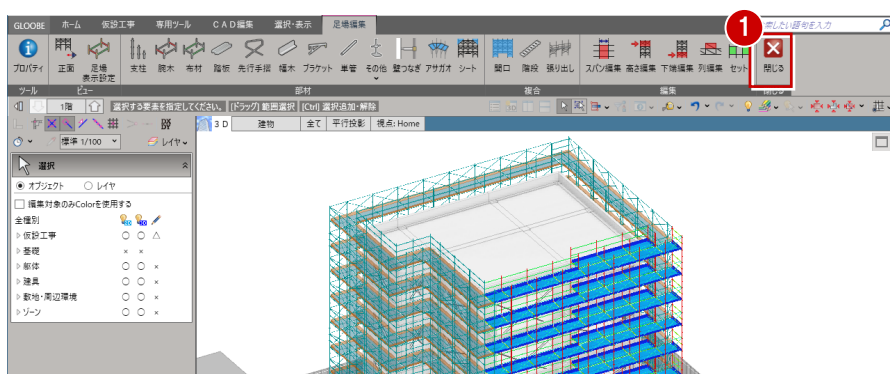 GLOOBE ホーム 仮設工事 専用ツール CAD編集 選択・表示 足場編集
1
索したい語句を入力
プロパティ 正面 足場表示設定 支柱 腕木 布材 踏板 先行手摺 幅木 ブラケット 単管 その他 壁つなぎ アサガオ シート 開口 階段 張り出し スパン編集 高さ編集 下端編集 列編集 セット 閉じる
ツール ビュー 部材 複合 編集
1階 選択する要素を指定してください。 [ドラッグ] 範囲選択 [Ctrl] 選択追加・解除
3D 建物 全て 平行投影 視点: Home
標準 1/100 レイヤ
選択
オブジェクト レイヤ
編集対象のみColorを使用する
全種別
仮設工事 ○ ○ △
基礎 × ×
躯体 ○ ○ ×
建具 ○ ○ ×
敷地・周辺環境 ○ ○ ×
ゾーン ○ ○ ×